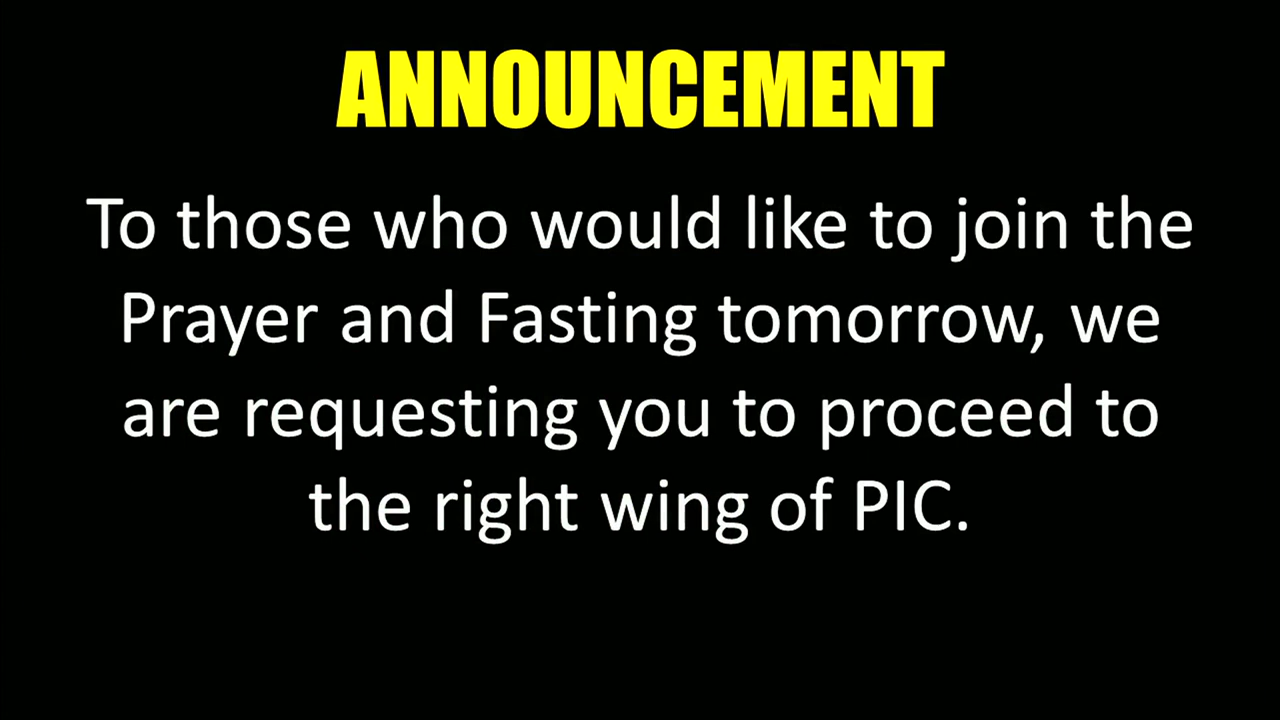 ANNOUNCEMENT
To those who would like to join the
Prayer and Fasting tomorrow, we
are requesting you to proceed to
the right wing of PIC.